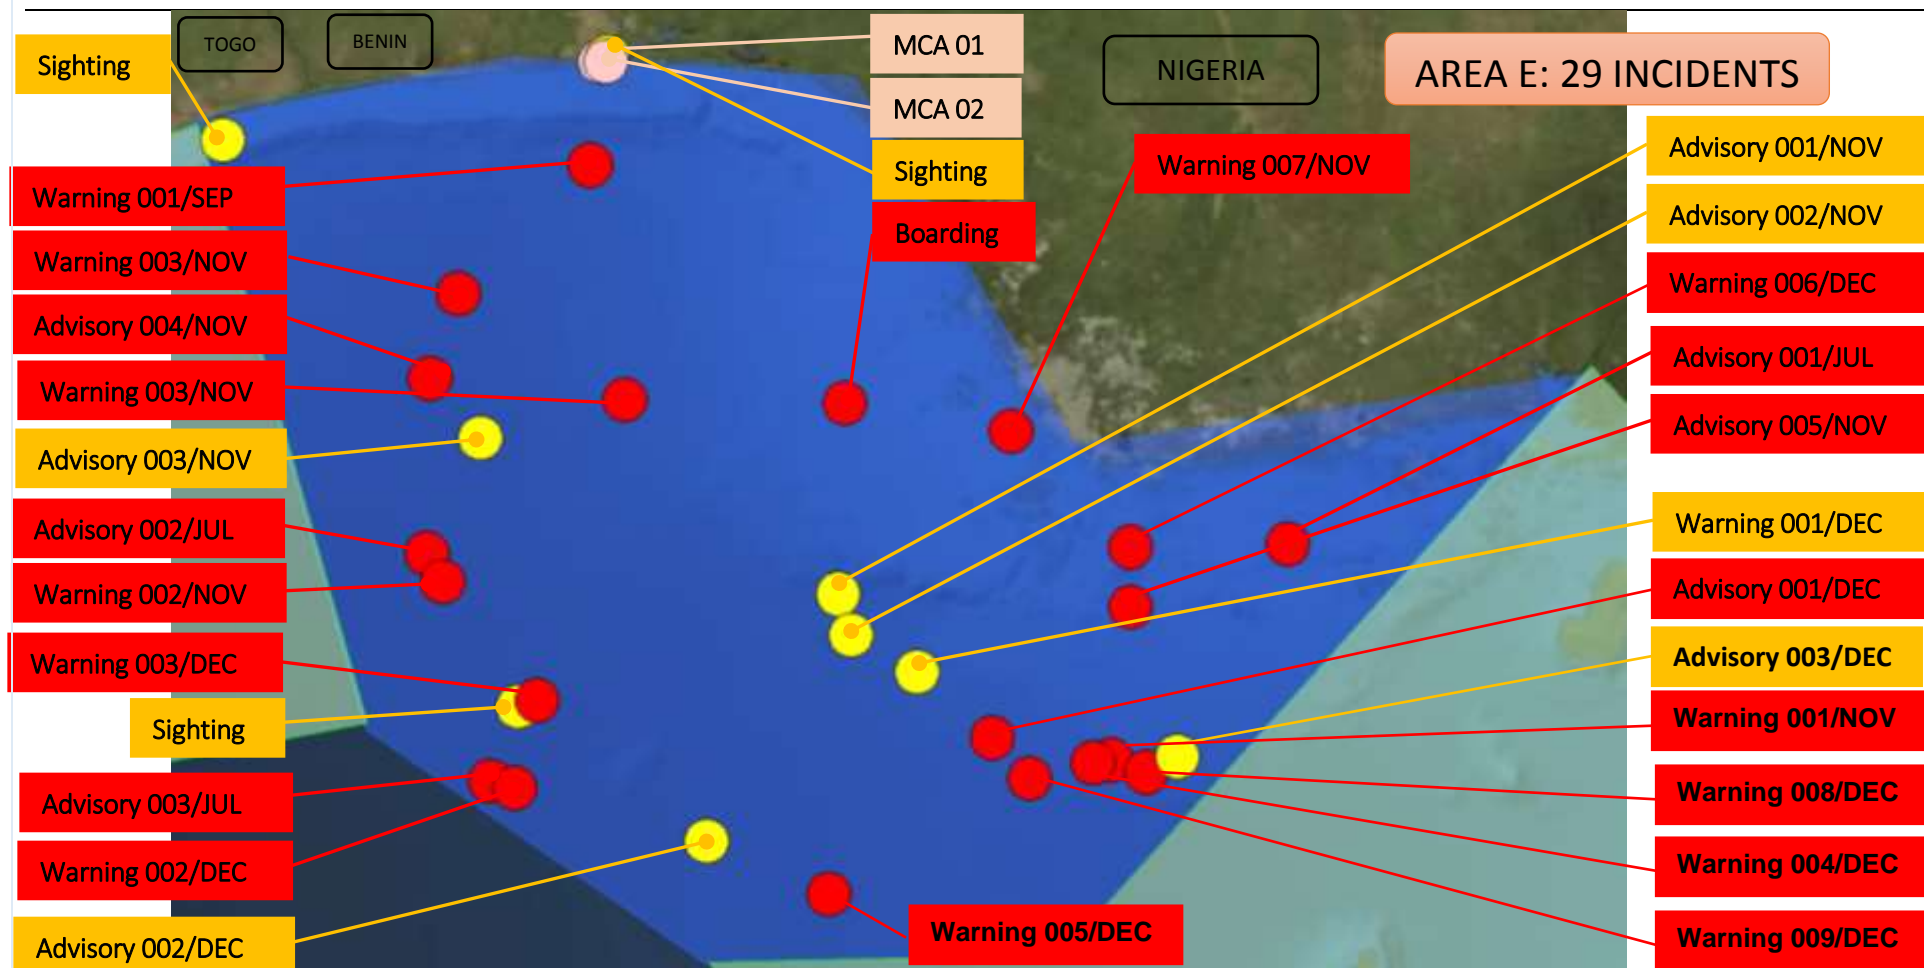 TOGO
BENIN
NIGERIA
AREA E: 29 INCIDENTS
Sighting
Warning 001/SEP
Warning 003/NOV
Advisory 004/NOV
Warning 003/NOV
Advisory 003/NOV
Advisory 002/JUL
Warning 002/NOV
Warning 003/DEC
Sighting
Advisory 003/JUL
Warning 002/DEC
Advisory 002/DEC
MCA 01
MCA 02
Sighting
Boarding
Warning 007/NOV
Warning 005/DEC
Advisory 001/NOV
Advisory 002/NOV
Warning 006/DEC
Advisory 001/JUL
Advisory 005/NOV
Warning 001/DEC
Advisory 001/DEC
Advisory 003/DEC
Warning 001/NOV
Warning 008/DEC
Warning 004/DEC
Warning 009/DEC